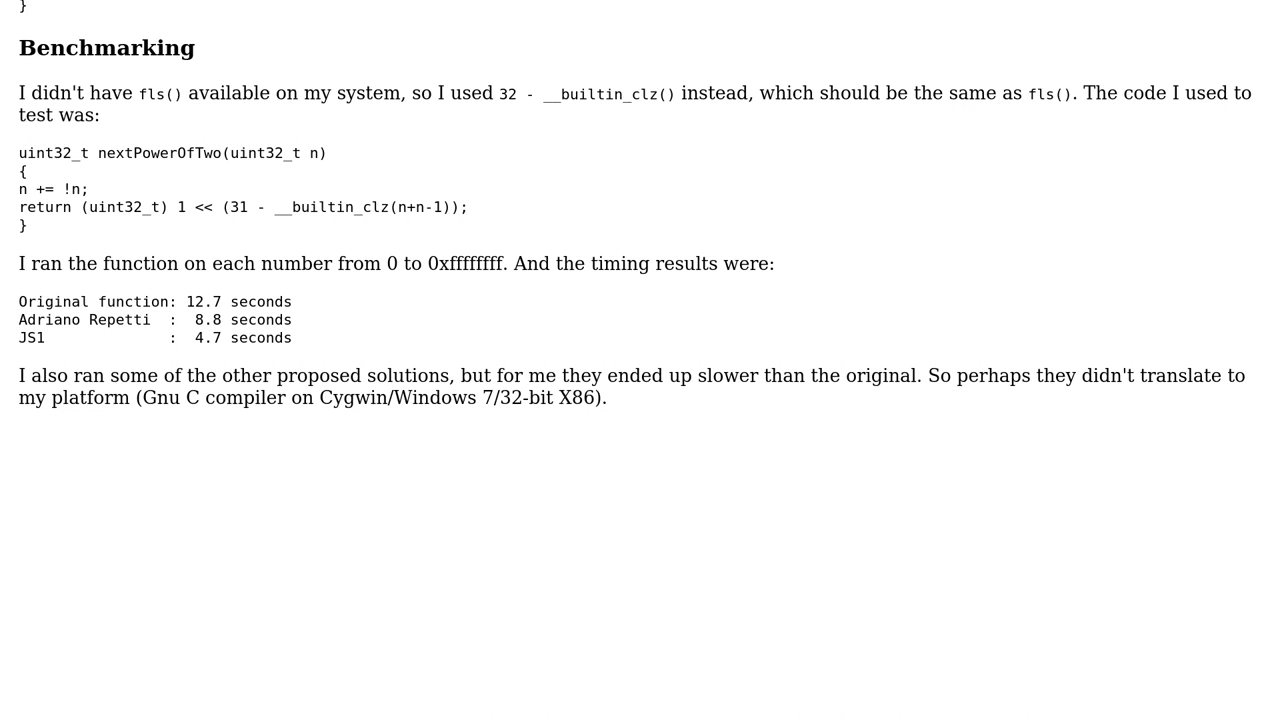 }
Benchmarking
I didn't have fls() available on my system, so I used 32 - __builtin_clz() instead, which should be the same as fls(). The code I used to
test was:
uint32_t nextPowerOfTwo(uint32_t n)
{
n += !n;
return (uint32_t) 1 << (31 - __builtin_clz(n+n-1));
}
I ran the function on each number from 0 to 0xffffffff. And the timing results were:
Original function: 12.7 seconds
Adriano Repetti  :  8.8 seconds
JS1              :  4.7 seconds
I also ran some of the other proposed solutions, but for me they ended up slower than the original. So perhaps they didn't translate to
my platform (Gnu C compiler on Cygwin/Windows 7/32-bit X86).